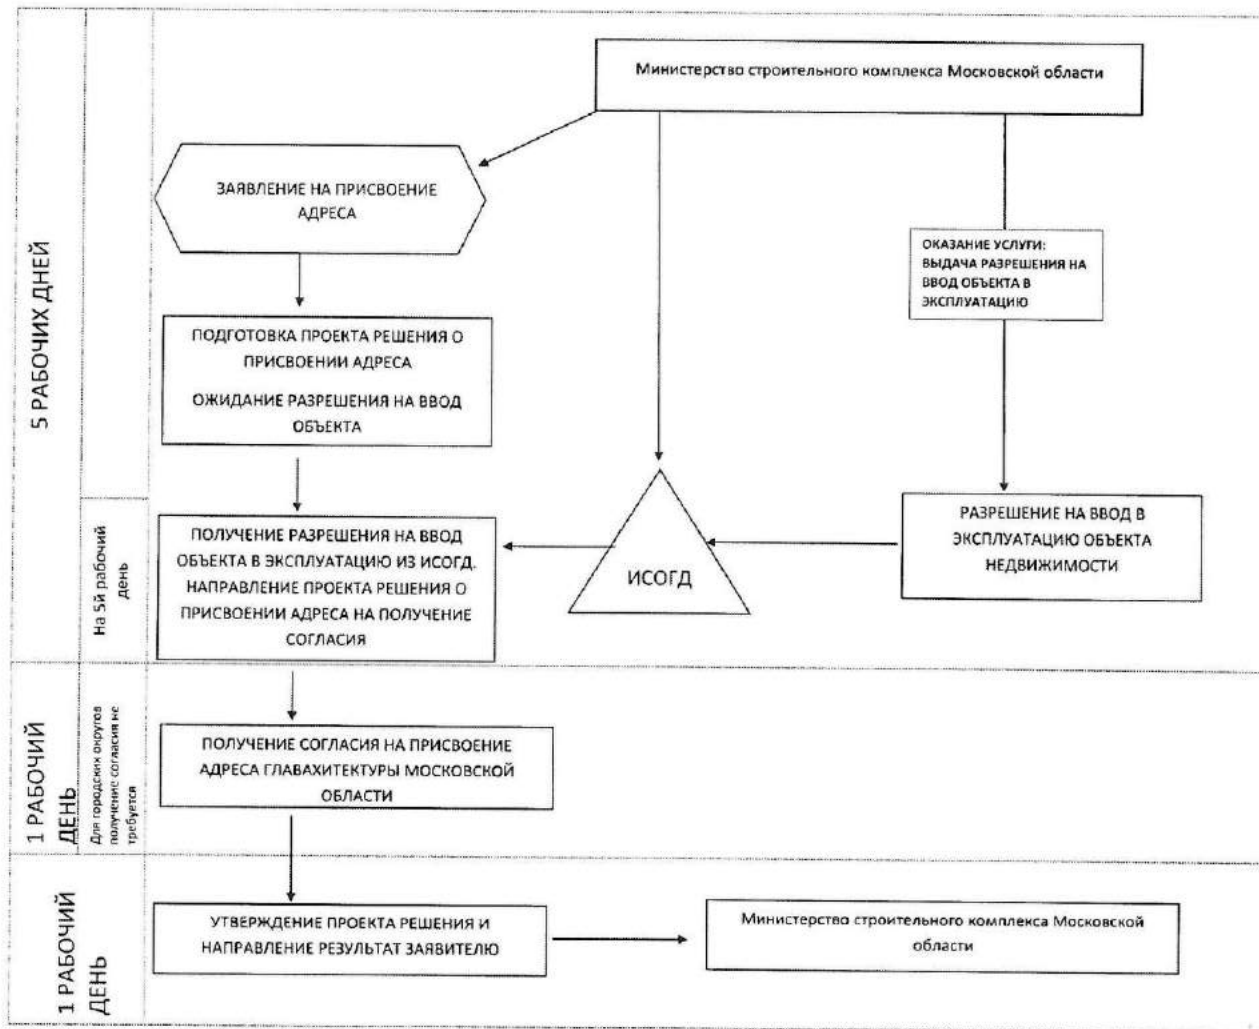 Министерство строительного комплекса Московской области
ЗАЯВЛЕНИЕ НА ПРИСВОЕНИЕ
АДРЕСА
ОКАЗАНИЕ УСЛУГИ:
ВЫДАЧА РАЗРЕШЕНИЯ НА
ВВОД ОБЪЕКТА В
ЭКСПЛУАТАЦИЮ
5 РАБОЧИХ ДНЕЙ
ПОДГОТОВКА ПРОЕКТА РЕШЕНИЯ О
ПРИСВОЕНИИ АДРЕСА
ОЖИДАНИЕ РАЗРЕШЕНИЯ НА ВВОД
ОБЪЕКТА
На 5й рабочий
день
ПОЛУЧЕНИЕ РАЗРЕШЕНИЯ НА ВВОД
ОБЪЕКТА В ЭКСПЛУАТАЦИЮ ИЗ ИСОГД.
НАПРАВЛЕНИЕ ПРОЕКТА РЕШЕНИЯ О
ПРИСВОЕНИИ АДРЕСА НА ПОЛУЧЕНИЕ
СОГЛАСИЯ
ИСОГД
РАЗРЕШЕНИЕ НА ВВОД В
ЭКСПЛУАТАЦИЮ ОБЪЕКТА
НЕДВИЖИМОСТИ
1 РАБОЧИЙ
ДЕНЬ
Для городских округов
получение согласия не
требуется
ПОЛУЧЕНИЕ СОГЛАСИЯ НА ПРИСВОЕНИЕ
АДРЕСА ГЛАВАХИТЕКТУРЫ МОСКОВСКОЙ
ОБЛАСТИ
1 РАБОЧИЙ
ДЕНЬ
УТВЕРЖДЕНИЕ ПРОЕКТА РЕШЕНИЯ И
НАПРАВЛЕНИЕ РЕЗУЛЬТАТ ЗАЯВИТЕЛЮ
Министерство строительного комплекса Московской
области